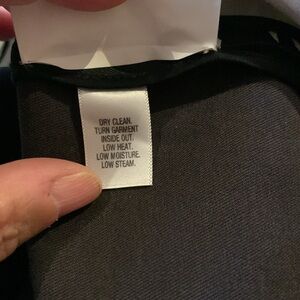 DRY CLEAN.
TURN GARMENT
INSIDE OUT.
LOW HEAT.
LOW MOISTURE.
LOW STEAM.